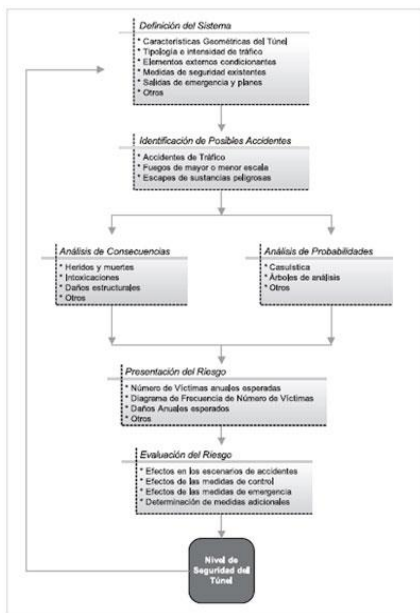 Definición del Sistema
* Características Geométricas del Túnel
* Tipología e intensidad de tráfico
* Elementos externos condicionantes
* Medidas de seguridad existentes
* Salidas de emergencia y planes
* Otros
Identificación de Posibles Accidentes
* Accidentes de Tráfico
* Fuegos de mayor o menor escala
* Escapes de sustancias peligrosas
Análisis de Consecuencias
* Heridos y muertes
* Intoxicaciones
* Daños estructurales
* Otros
Análisis de Probabilidades
* Casuística
* Árboles de análisis
* Otros
Presentación del Riesgo
* Número de Víctimas anuales esperadas
* Diagrama de Frecuencia de Número de Víctimas
* Daños Anuales esperados
* Otros
Evaluación del Riesgo
* Efectos en los escenarios de accidentes
* Efectos de las medidas de control
* Efectos de las medidas de emergencia
* Determinación de medidas adicionales
Nivel de
Seguridad del
Túnel